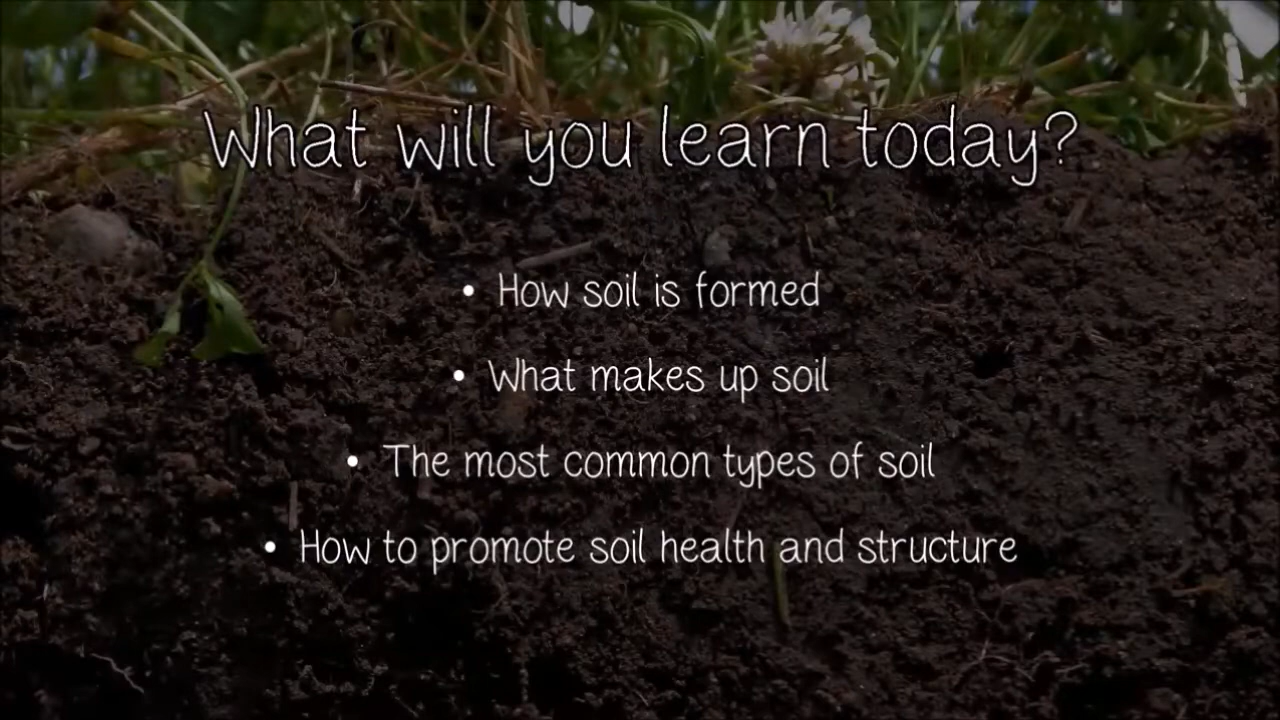 What will you learn today?
• How soil is formed
• What makes up soil
• The most common types of soil
• How to promote soil health and structure